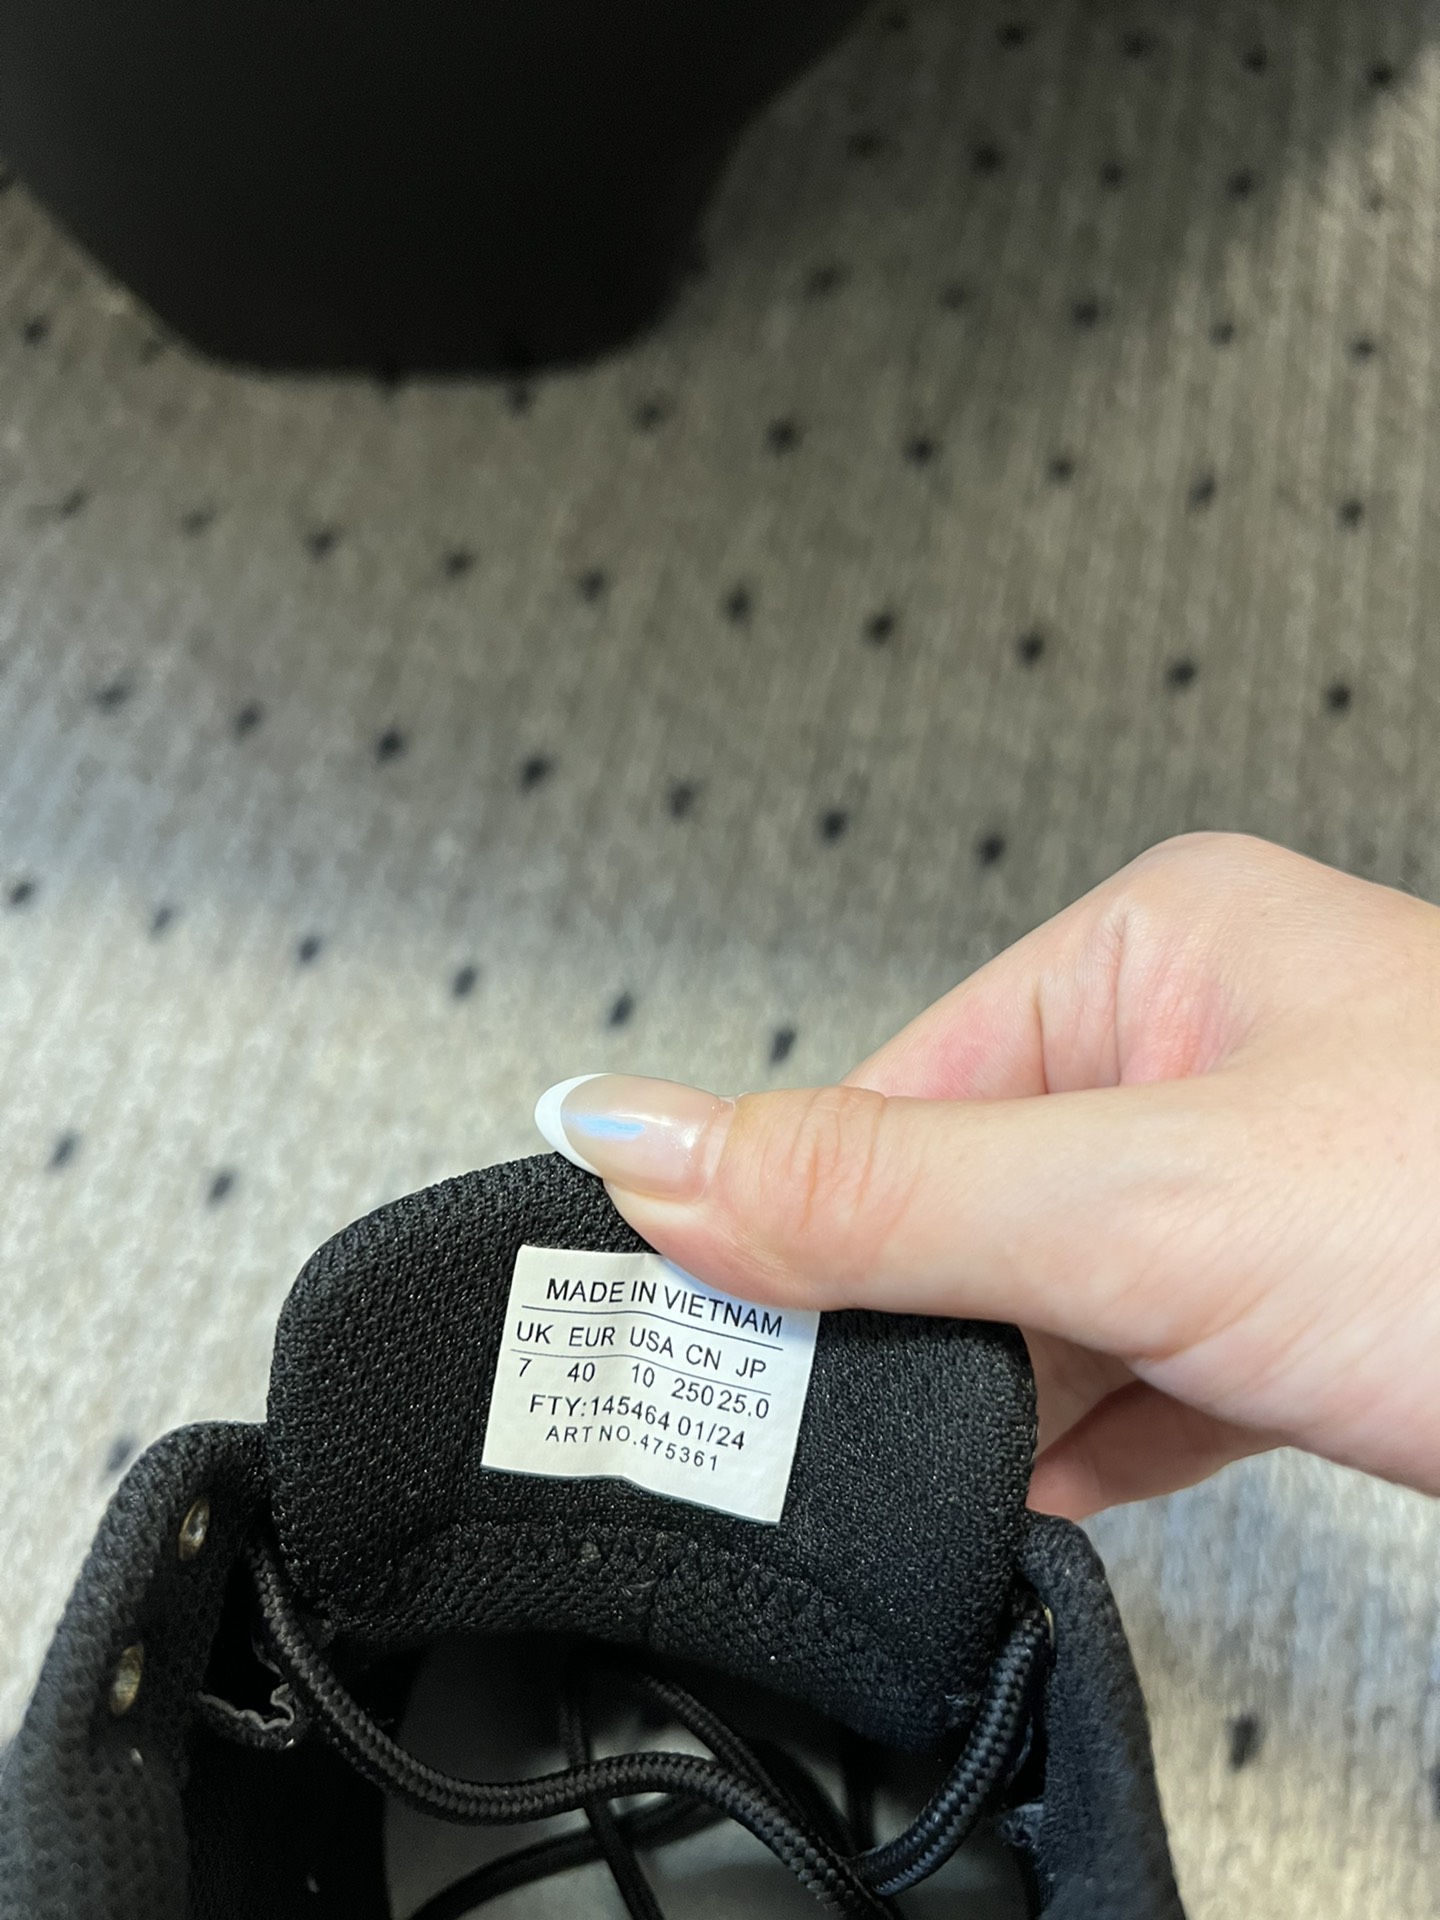 MADE IN VIETNAM
UK EUR USA CN JP
7 40 10 250 25.0
FTY:145464 01/24
ART NO.475361